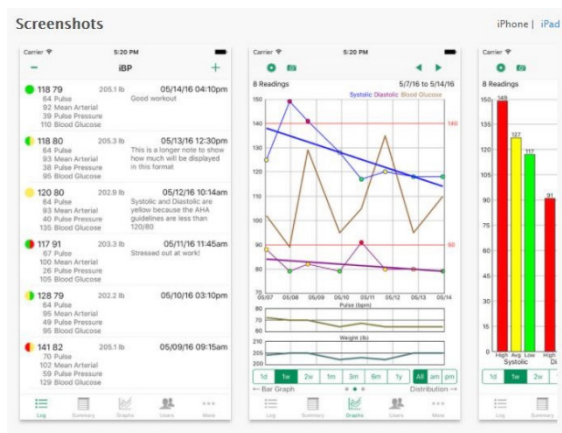 Screenshots
iPhone | iPad
Carrier 5:20 PM
iBP
118 79 205.1 lb 05/14/16 04:10pm
64 Pulse Good workout
92 Mean Arterial
39 Pulse Pressure
110 Blood Glucose
118 80 205.3 lb 05/13/16 12:30pm
64 Pulse This is a longer note to show
93 Mean Arterial how much will be displayed
38 Pulse Pressure in this format
95 Blood Glucose
120 80 202.9 lb 05/12/16 10:14am
64 Pulse Systolic and Diastolic are
93 Mean Arterial yellow because the AHA
40 Pulse Pressure guidelines are less than
135 Blood Glucose 120/80
117 91 203.3 lb 05/11/16 11:45am
67 Pulse Stressed out at work!
100 Mean Arterial
26 Pulse Pressure
105 Blood Glucose
128 79 202.2 lb 05/10/16 03:10pm
64 Pulse
95 Mean Arterial
49 Pulse Pressure
95 Blood Glucose
141 82 205.1 lb 05/09/16 09:15am
70 Pulse
102 Mean Arterial
59 Pulse Pressure
129 Blood Glucose
Log Summary Graphs Users More
Carrier 5:20 PM
8 Readings 5/7/16 to 5/14/16
Systolic Diastolic Blood Glucose
150
140 140
130
120
110
100
90 90
80
70
05/07 05/08 05/09 05/10 05/11 05/12 05/13 05/14
Pulse (bpm)
80
70
60
Weight (lb)
210
205
200
1d 1w 2w 1m 3m 6m 1y All am pm
← Bar Graph Distribution →
Log Summary Graphs Users More
Carrier
8 Readings
150
149
135
127
120
117
105
91
90
75
60
45
30
15
0
High Avg Low High
Systolic Di
1d 1w 2w
Log Summary